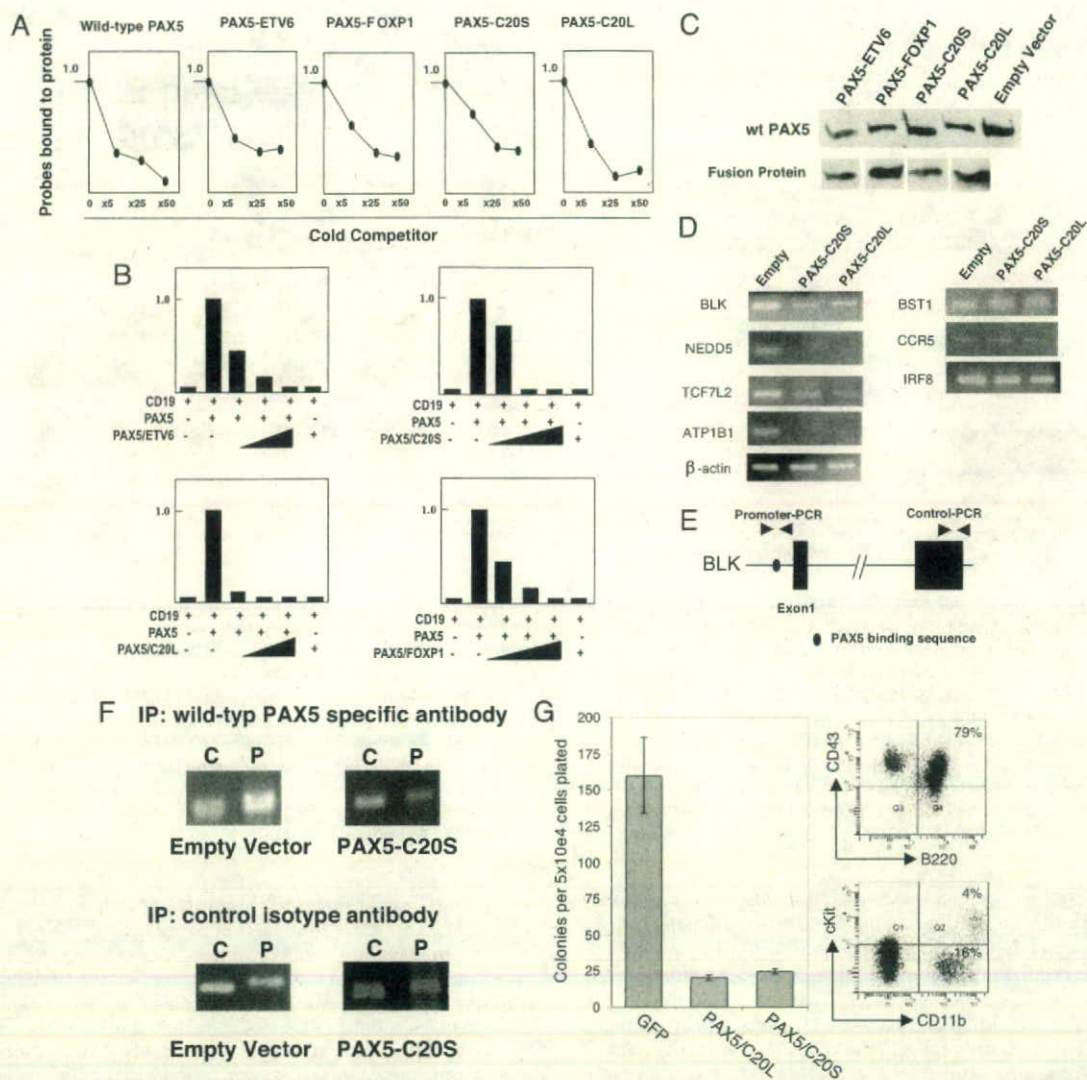 A
Wild-type PAX5
PAX5-ETV6
PAX5-FOXP1
PAX5-C20S
PAX5-C20L
Probes bound to protein
1.0
1.0
1.0
1.0
1.0
0 x5 x25 x50
0 x5 x25 x50
0 x5 x25 x50
0 x5 x25 x50
0 x5 x25 x50
Cold Competitor
B
1.0
CD19 + + + + + +
PAX5 - + + + + -
PAX5/ETV6 - - +
1.0
CD19 + + + + + +
PAX5 - + + + + -
PAX5/C20S - - +
1.0
CD19 + + + + + +
PAX5 - + + + + -
PAX5/C20L - - +
1.0
CD19 + + + + + +
PAX5 - + + + + -
PAX5/FOXP1 - - +
C
PAX5-ETV6
PAX5-FOXP1
PAX5-C20S
PAX5-C20L
Empty Vector
wt PAX5
Fusion Protein
D
Empty
PAX5-C20S
PAX5-C20L
BLK
NEDD5
TCF7L2
ATP1B1
β-actin
Empty
PAX5-C20S
PAX5-C20L
BST1
CCR5
IRF8
E
Promoter-PCR
Control-PCR
BLK
Exon1
PAX5 binding sequence
F
IP: wild-typ PAX5 specific antibody
C P
C P
Empty Vector
PAX5-C20S
IP: control isotype antibody
C P
C P
Empty Vector
PAX5-C20S
G
Colonies per 5x10e4 cells plated
200
175
150
125
100
75
50
25
0
GFP
PAX5/C20L
PAX5/C20S
CD43
79%
Q3 Q4
B220
cKit
4%
Q1 Q2
16%
CD11b